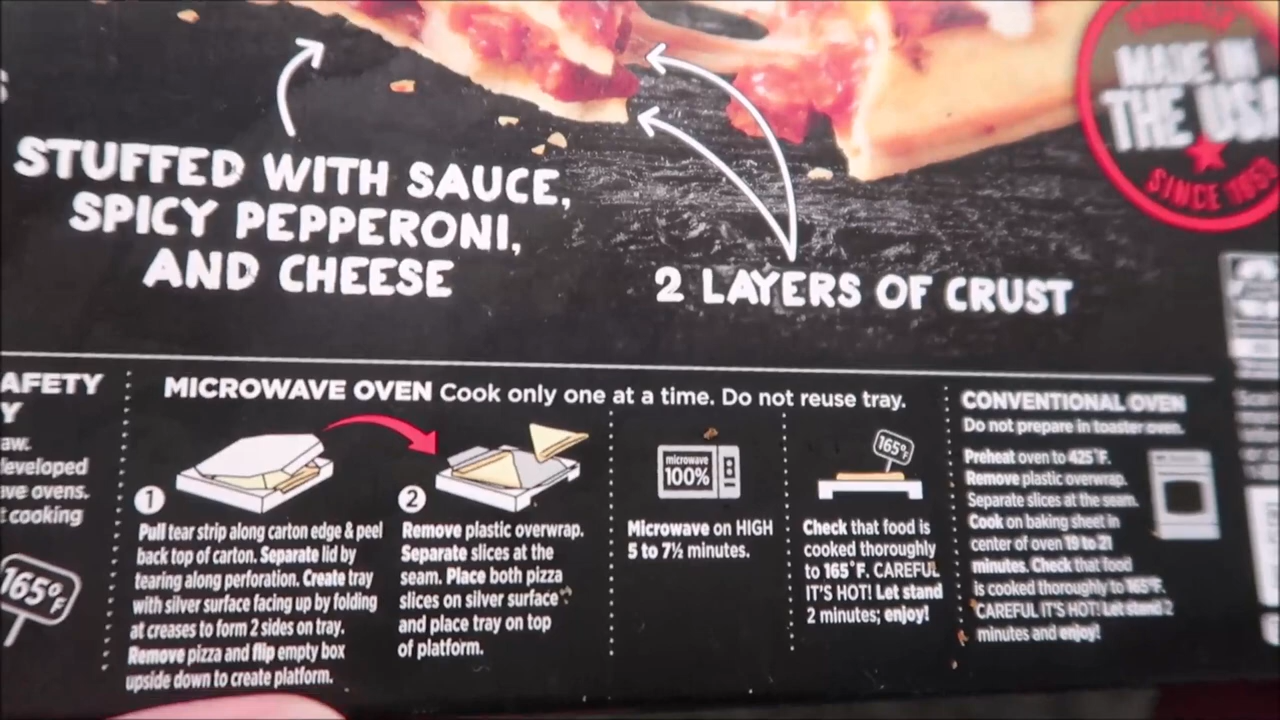 MADE IN
THE USA
SINCE
STUFFED WITH SAUCE,
SPICY PEPPERONI,
AND CHEESE
2 LAYERS OF CRUST
AFETY
Y
aw.
developed
ave ovens.
t cooking
165°F
MICROWAVE OVEN Cook only one at a time. Do not reuse tray.
1
Pull tear strip along carton edge & peel
back top of carton. Separate lid by
tearing along perforation. Create tray
with silver surface facing up by folding
at creases to form 2 sides on tray.
Remove pizza and flip empty box
upside down to create platform.
2
Remove plastic overwrap.
Separate slices at the
seam. Place both pizza
slices on silver surface
and place tray on top
of platform.
microwave
100%
Microwave on HIGH
5 to 7½ minutes.
165°F
Check that food is
cooked thoroughly
to 165°F. CAREFUL
IT'S HOT! Let stand
2 minutes; enjoy!
CONVENTIONAL OVEN
Do not prepare in toaster oven.
Preheat oven to 425°F.
Remove plastic overwrap.
Separate slices at the seam.
Cook on baking sheet in
center of oven 19 to 21
minutes. Check that food
is cooked thoroughly to 165°F.
CAREFUL IT'S HOT! Let stand 2
minutes and enjoy!